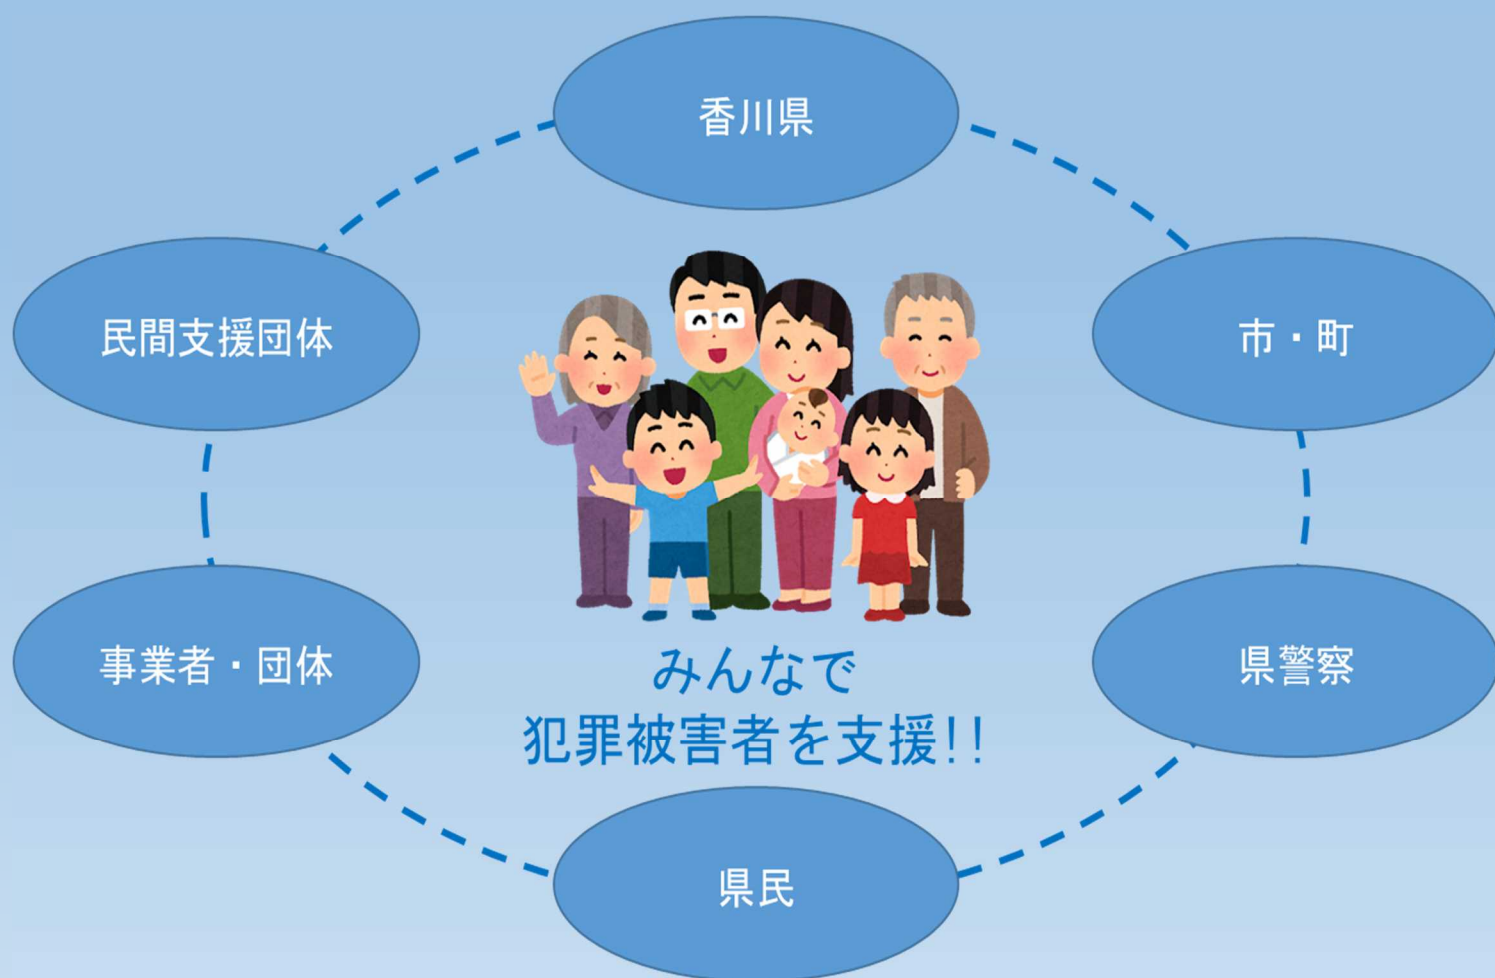 香川県
民間支援団体
市・町
事業者・団体
県警察
みんなで
犯罪被害者を支援!!
県民